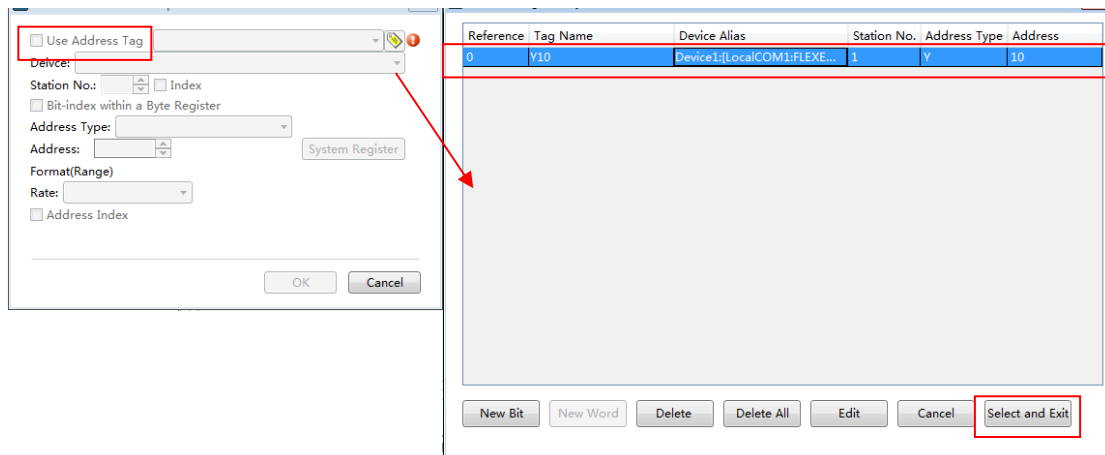 Use Address Tag
Deivce:
Station No.:
Index
Bit-index within a Byte Register
Address Type:
Address:
System Register
Format(Range)
Rate:
Address Index
OK
Cancel
Reference Tag Name Device Alias Station No. Address Type Address
0 Y10 Device1:[LocalCOM1:FLEXE... 1 Y 10
New Bit
New Word
Delete
Delete All
Edit
Cancel
Select and Exit